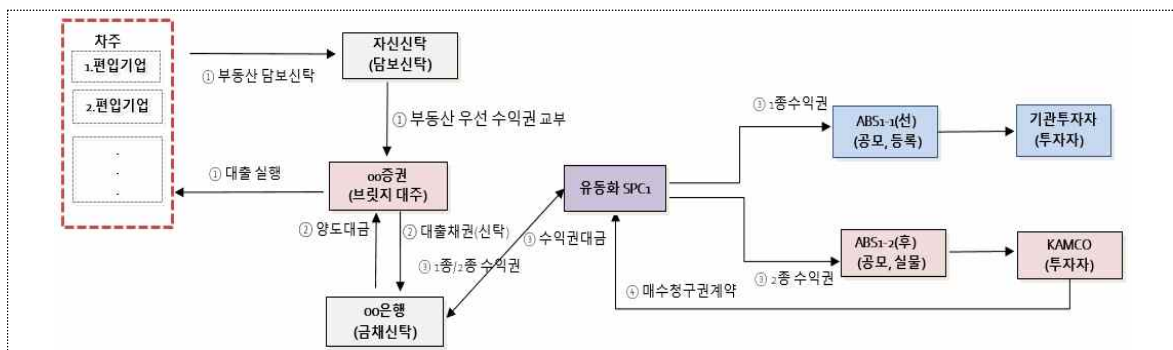 차주
1.편입기업
2.편입기업
.
.
.
① 부동산 담보신탁
자신신탁
(담보신탁)
① 부동산 우선 수익권 교부
① 대출 실행
oo증권
(브릿지 대주)
② 양도대금
② 대출채권(신탁)
③ 1종/2종 수익권
③ 수익권대금
oo은행
(금채신탁)
유동화 SPC1
③ 1종수익권
ABS1-1(선)
(공모, 등록)
기관투자자
(투자자)
③ 2종 수익권
ABS1-2(후)
(공모, 실물)
KAMCO
(투자자)
④ 매수청구권계약